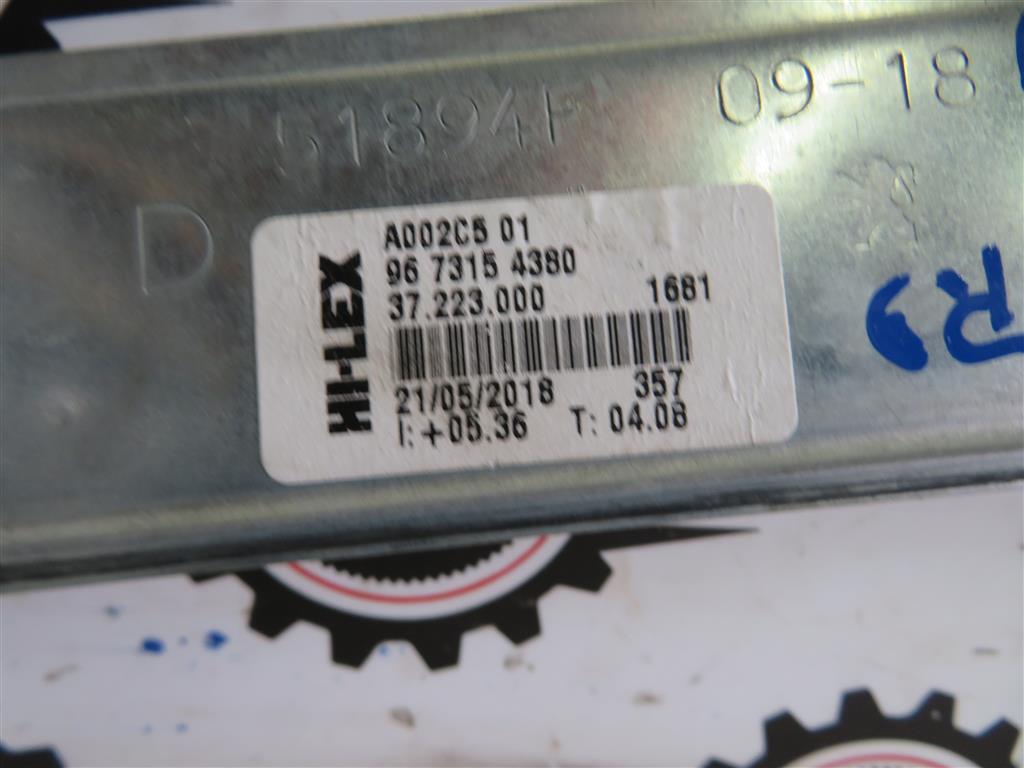 51894F 09-18
D
HI-LEX
A002C5 01
96 7315 4380
37.223.000 1681
21/05/2018 357
I: +05.36 T: 04.08
R